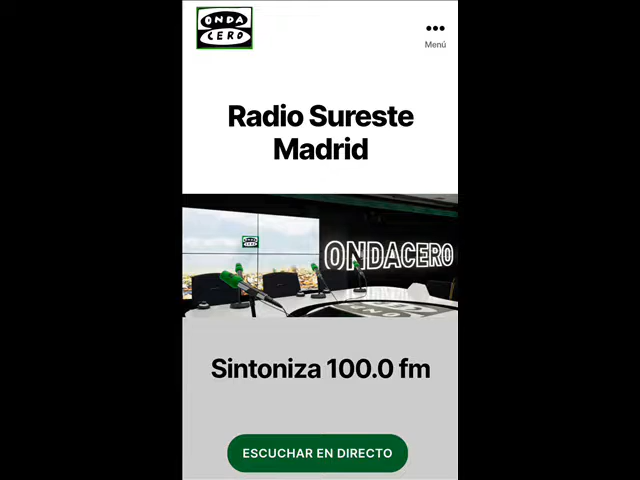 ONDA
CERO
Menú
Radio Sureste
Madrid
ONDACERO
Sintoniza 100.0 fm
ESCUCHAR EN DIRECTO